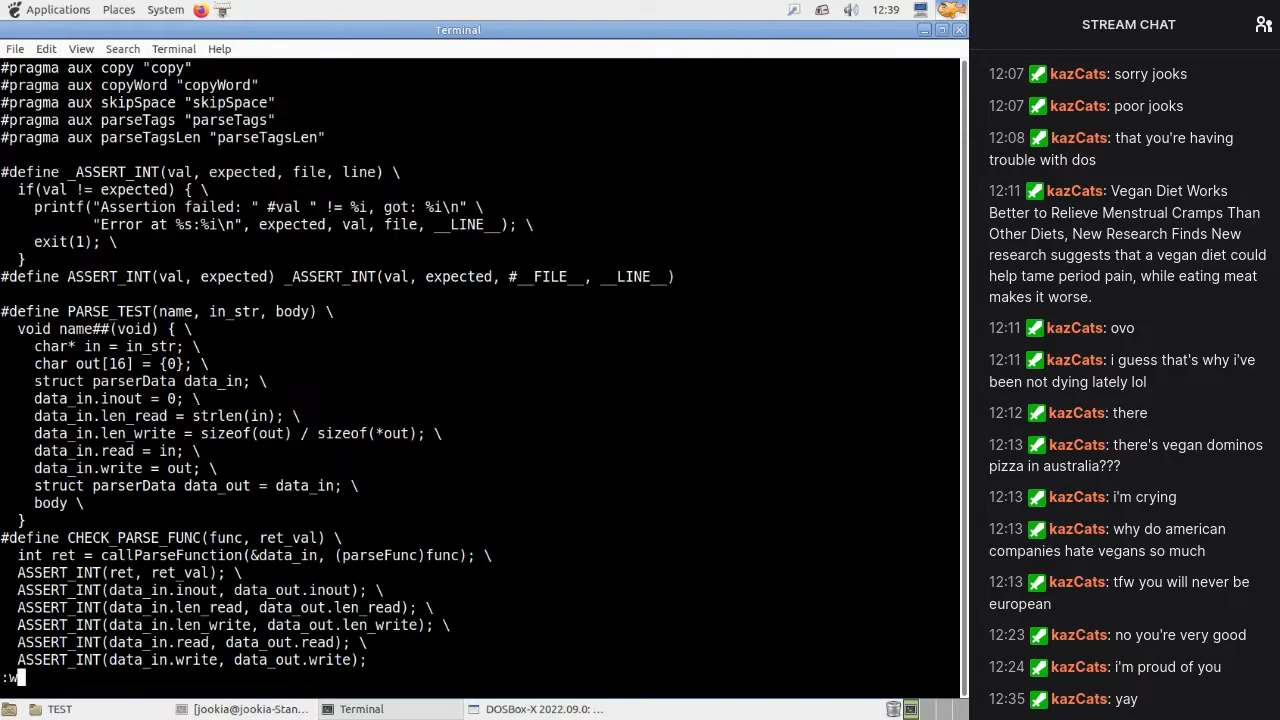 Applications Places System 12:39
Terminal
File Edit View Search Terminal Help
#pragma aux copy "copy"
#pragma aux copyWord "copyWord"
#pragma aux skipSpace "skipSpace"
#pragma aux parseTags "parseTags"
#pragma aux parseTagsLen "parseTagsLen"
#define _ASSERT_INT(val, expected, file, line) \
  if(val != expected) { \
    printf("Assertion failed: " #val " != %i, got: %i\n" \
           "Error at %s:%i\n", expected, val, file, __LINE__); \
    exit(1); \
  }
#define ASSERT_INT(val, expected) _ASSERT_INT(val, expected, #__FILE__, __LINE__)
#define PARSE_TEST(name, in_str, body) \
  void name##(void) { \
    char* in = in_str; \
    char out[16] = {0}; \
    struct parserData data_in; \
    data_in.inout = 0; \
    data_in.len_read = strlen(in); \
    data_in.len_write = sizeof(out) / sizeof(*out); \
    data_in.read = in; \
    data_in.write = out; \
    struct parserData data_out = data_in; \
    body \
  }
#define CHECK_PARSE_FUNC(func, ret_val) \
  int ret = callParseFunction(&data_in, (parseFunc)func); \
  ASSERT_INT(ret, ret_val); \
  ASSERT_INT(data_in.inout, data_out.inout); \
  ASSERT_INT(data_in.len_read, data_out.len_read); \
  ASSERT_INT(data_in.len_write, data_out.len_write); \
  ASSERT_INT(data_in.read, data_out.read); \
  ASSERT_INT(data_in.write, data_out.write);
:w
TEST [jookia@jookia-Stan... Terminal DOSBox-X 2022.09.0: ...
STREAM CHAT
12:07 kazCats: sorry jooks
12:07 kazCats: poor jooks
12:08 kazCats: that you're having
trouble with dos
12:11 kazCats: Vegan Diet Works
Better to Relieve Menstrual Cramps Than
Other Diets, New Research Finds New
research suggests that a vegan diet could
help tame period pain, while eating meat
makes it worse.
12:11 kazCats: ovo
12:11 kazCats: i guess that's why i've
been not dying lately lol
12:12 kazCats: there
12:13 kazCats: there's vegan dominos
pizza in australia???
12:13 kazCats: i'm crying
12:13 kazCats: why do american
companies hate vegans so much
12:13 kazCats: tfw you will never be
european
12:23 kazCats: no you're very good
12:24 kazCats: i'm proud of you
12:35 kazCats: yay